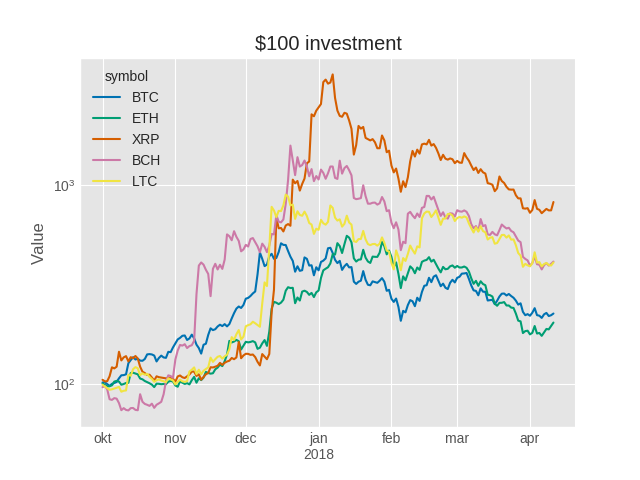 $100 investment
symbol
BTC
ETH
XRP
BCH
LTC
Value
10³
10²
okt nov dec jan feb mar apr
2018